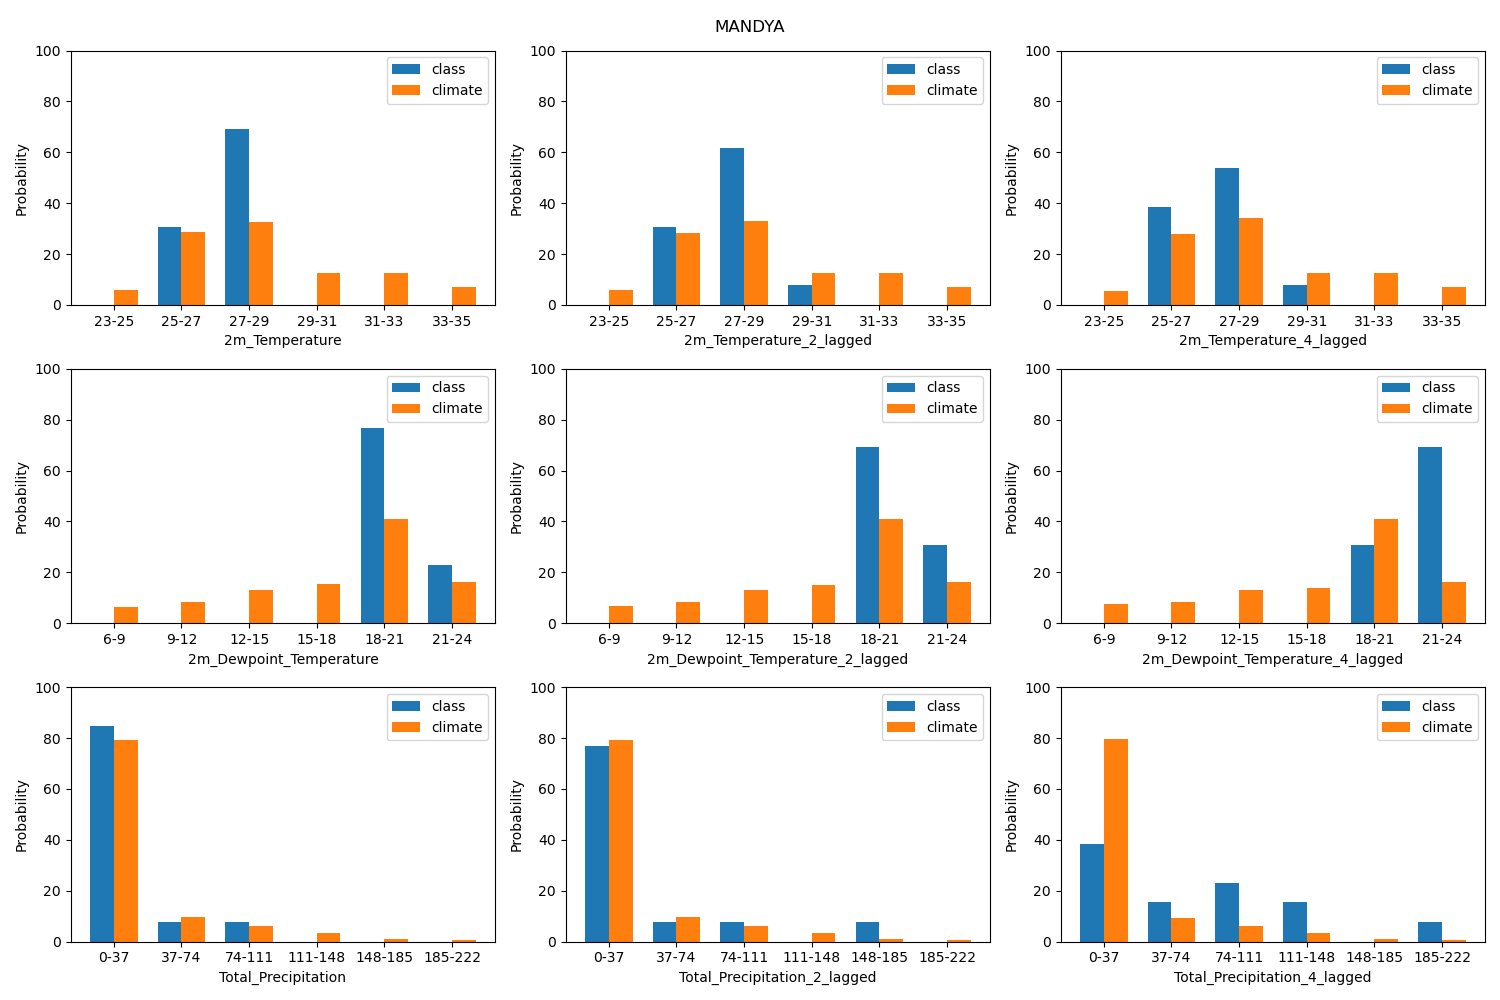 MANDYA
100
80
60
40
20
0
Probability
class
climate
23-25 25-27 27-29 29-31 31-33 33-35
2m_Temperature
100
80
60
40
20
0
Probability
class
climate
23-25 25-27 27-29 29-31 31-33 33-35
2m_Temperature_2_lagged
100
80
60
40
20
0
Probability
class
climate
23-25 25-27 27-29 29-31 31-33 33-35
2m_Temperature_4_lagged
100
80
60
40
20
0
Probability
class
climate
6-9 9-12 12-15 15-18 18-21 21-24
2m_Dewpoint_Temperature
100
80
60
40
20
0
Probability
class
climate
6-9 9-12 12-15 15-18 18-21 21-24
2m_Dewpoint_Temperature_2_lagged
100
80
60
40
20
0
Probability
class
climate
6-9 9-12 12-15 15-18 18-21 21-24
2m_Dewpoint_Temperature_4_lagged
100
80
60
40
20
0
Probability
class
climate
0-37 37-74 74-111 111-148 148-185 185-222
Total_Precipitation
100
80
60
40
20
0
Probability
class
climate
0-37 37-74 74-111 111-148 148-185 185-222
Total_Precipitation_2_lagged
100
80
60
40
20
0
Probability
class
climate
0-37 37-74 74-111 111-148 148-185 185-222
Total_Precipitation_4_lagged